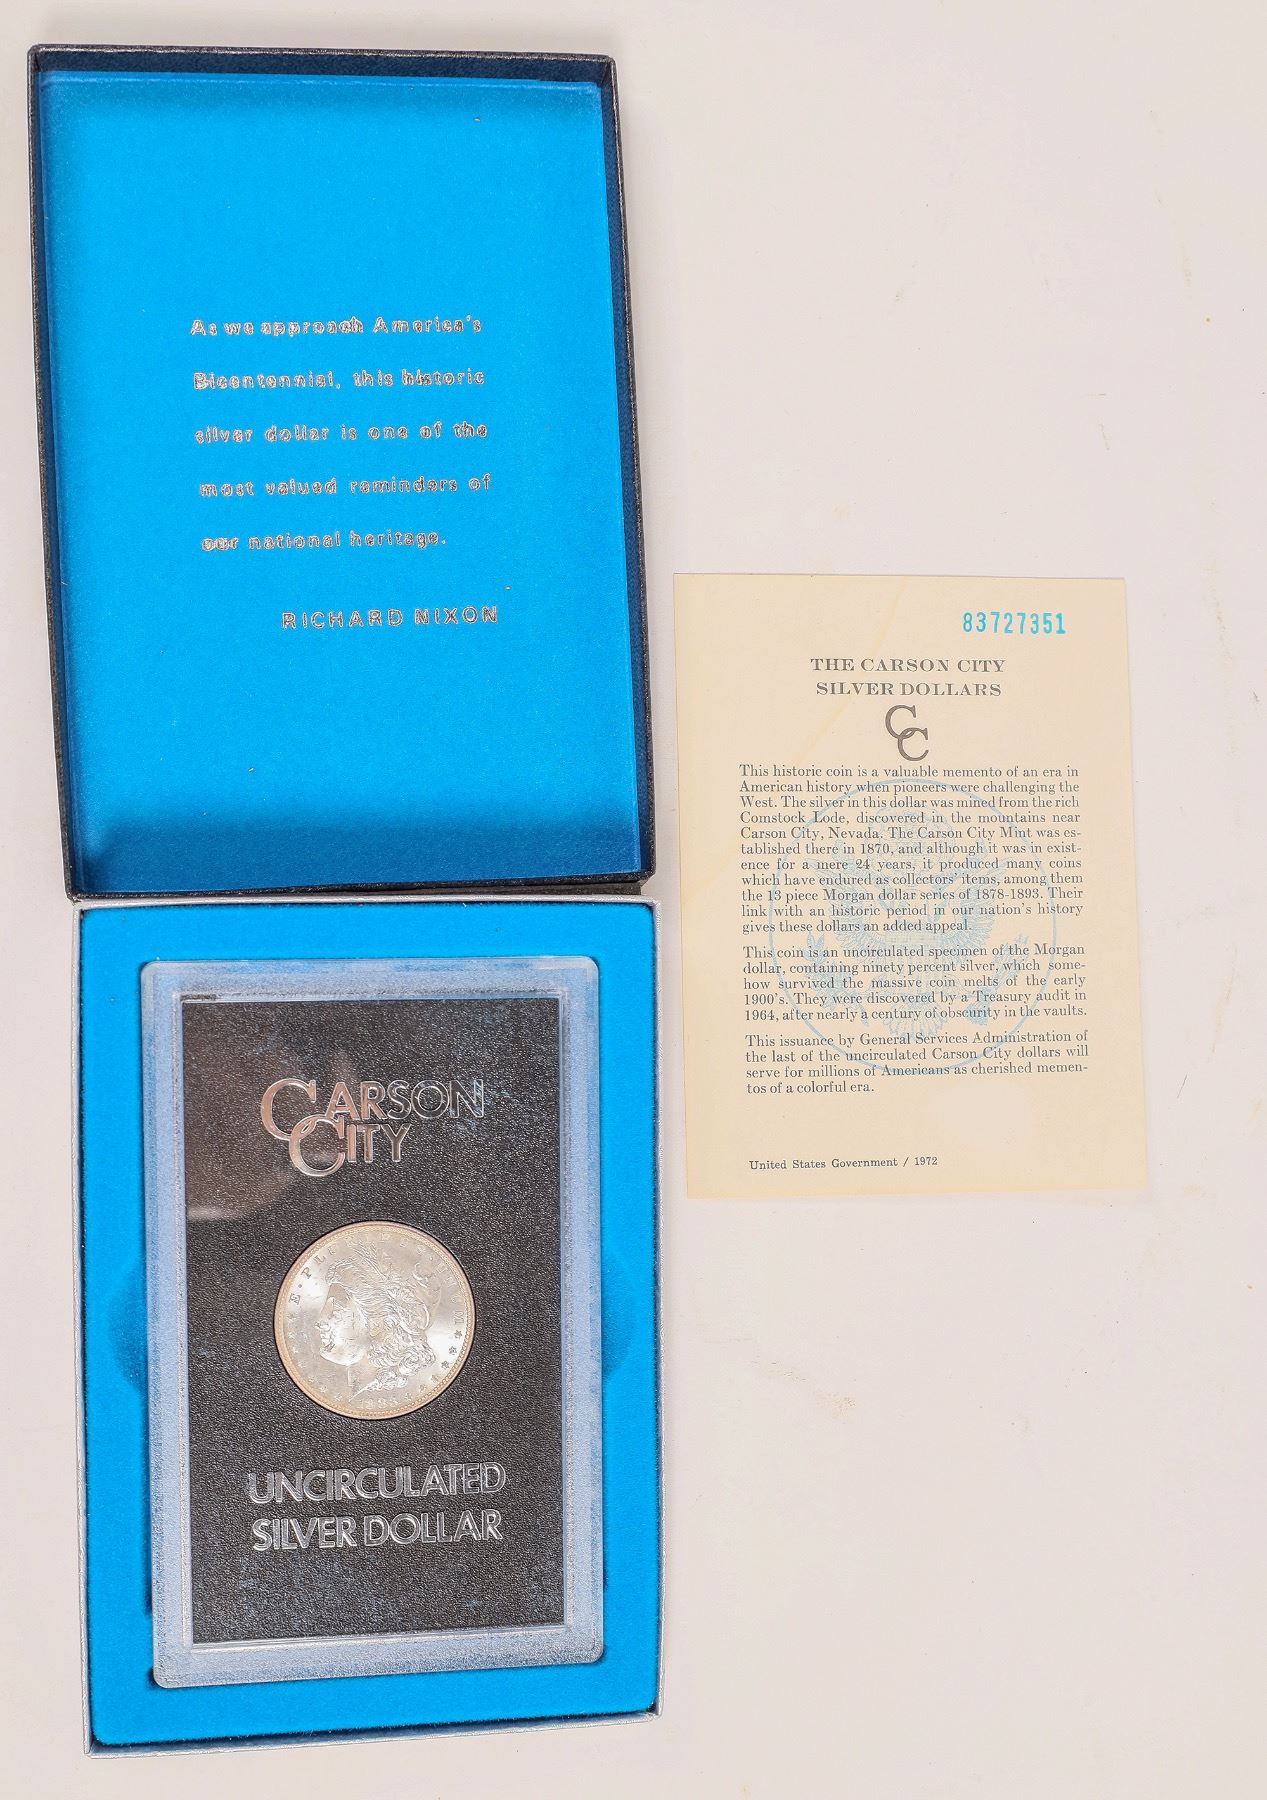 As we approach America's
Bicentennial, this historic
silver dollar is one of the
most valued reminders of
our national heritage.
RICHARD NIXON
CARSON
CITY
E PLURIBUS UNUM
UNCIRCULATED
SILVER DOLLAR
83727351
THE CARSON CITY
SILVER DOLLARS
CC
This historic coin is a valuable memento of an era in
American history when pioneers were challenging the
West. The silver in this dollar was mined from the rich
Comstock Lode, discovered in the mountains near
Carson City, Nevada. The Carson City Mint was es-
tablished there in 1870, and although it was in exist-
ence for a mere 24 years, it produced many coins
which have endured as collectors' items, among them
the 13 piece Morgan dollar series of 1878-1893. Their
link with an historic period in our nation's history
gives these dollars an added appeal.
This coin is an uncirculated specimen of the Morgan
dollar, containing ninety percent silver, which some-
how survived the massive coin melts of the early
1900's. They were discovered by a Treasury audit in
1964, after nearly a century of obscurity in the vaults.
This issuance by General Services Administration of
the last of the uncirculated Carson City dollars will
serve for millions of Americans as cherished memen-
tos of a colorful era.
United States Government / 1972